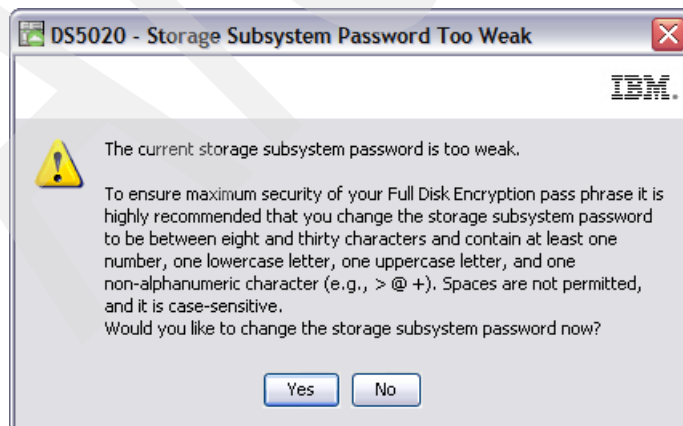 DS5020 - Storage Subsystem Password Too Weak
IBM.
The current storage subsystem password is too weak.
To ensure maximum security of your Full Disk Encryption pass phrase it is
highly recommended that you change the storage subsystem password
to be between eight and thirty characters and contain at least one
number, one lowercase letter, one uppercase letter, and one
non-alphanumeric character (e.g., > @ +). Spaces are not permitted,
and it is case-sensitive.
Would you like to change the storage subsystem password now?
Yes No